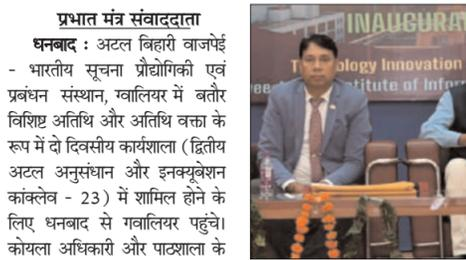 प्रभात मंत्र संवाददाता
धनबाद : अटल बिहारी वाजपेई
- भारतीय सूचना प्रौद्योगिकी एवं
प्रबंधन संस्थान, ग्वालियर में बतौर
विशिष्ट अतिथि और अतिथि वक्ता के
रूप में दो दिवसीय कार्यशाला (द्वितीय
अटल अनुसंधान और इनक्यूबेशन
कांक्लेव - 23) में शामिल होने के
लिए धनबाद से गवालियर पहुंचे।
कोयला अधिकारी और पाठशाला के
INAUGURA
Innovation
Institute of Infor